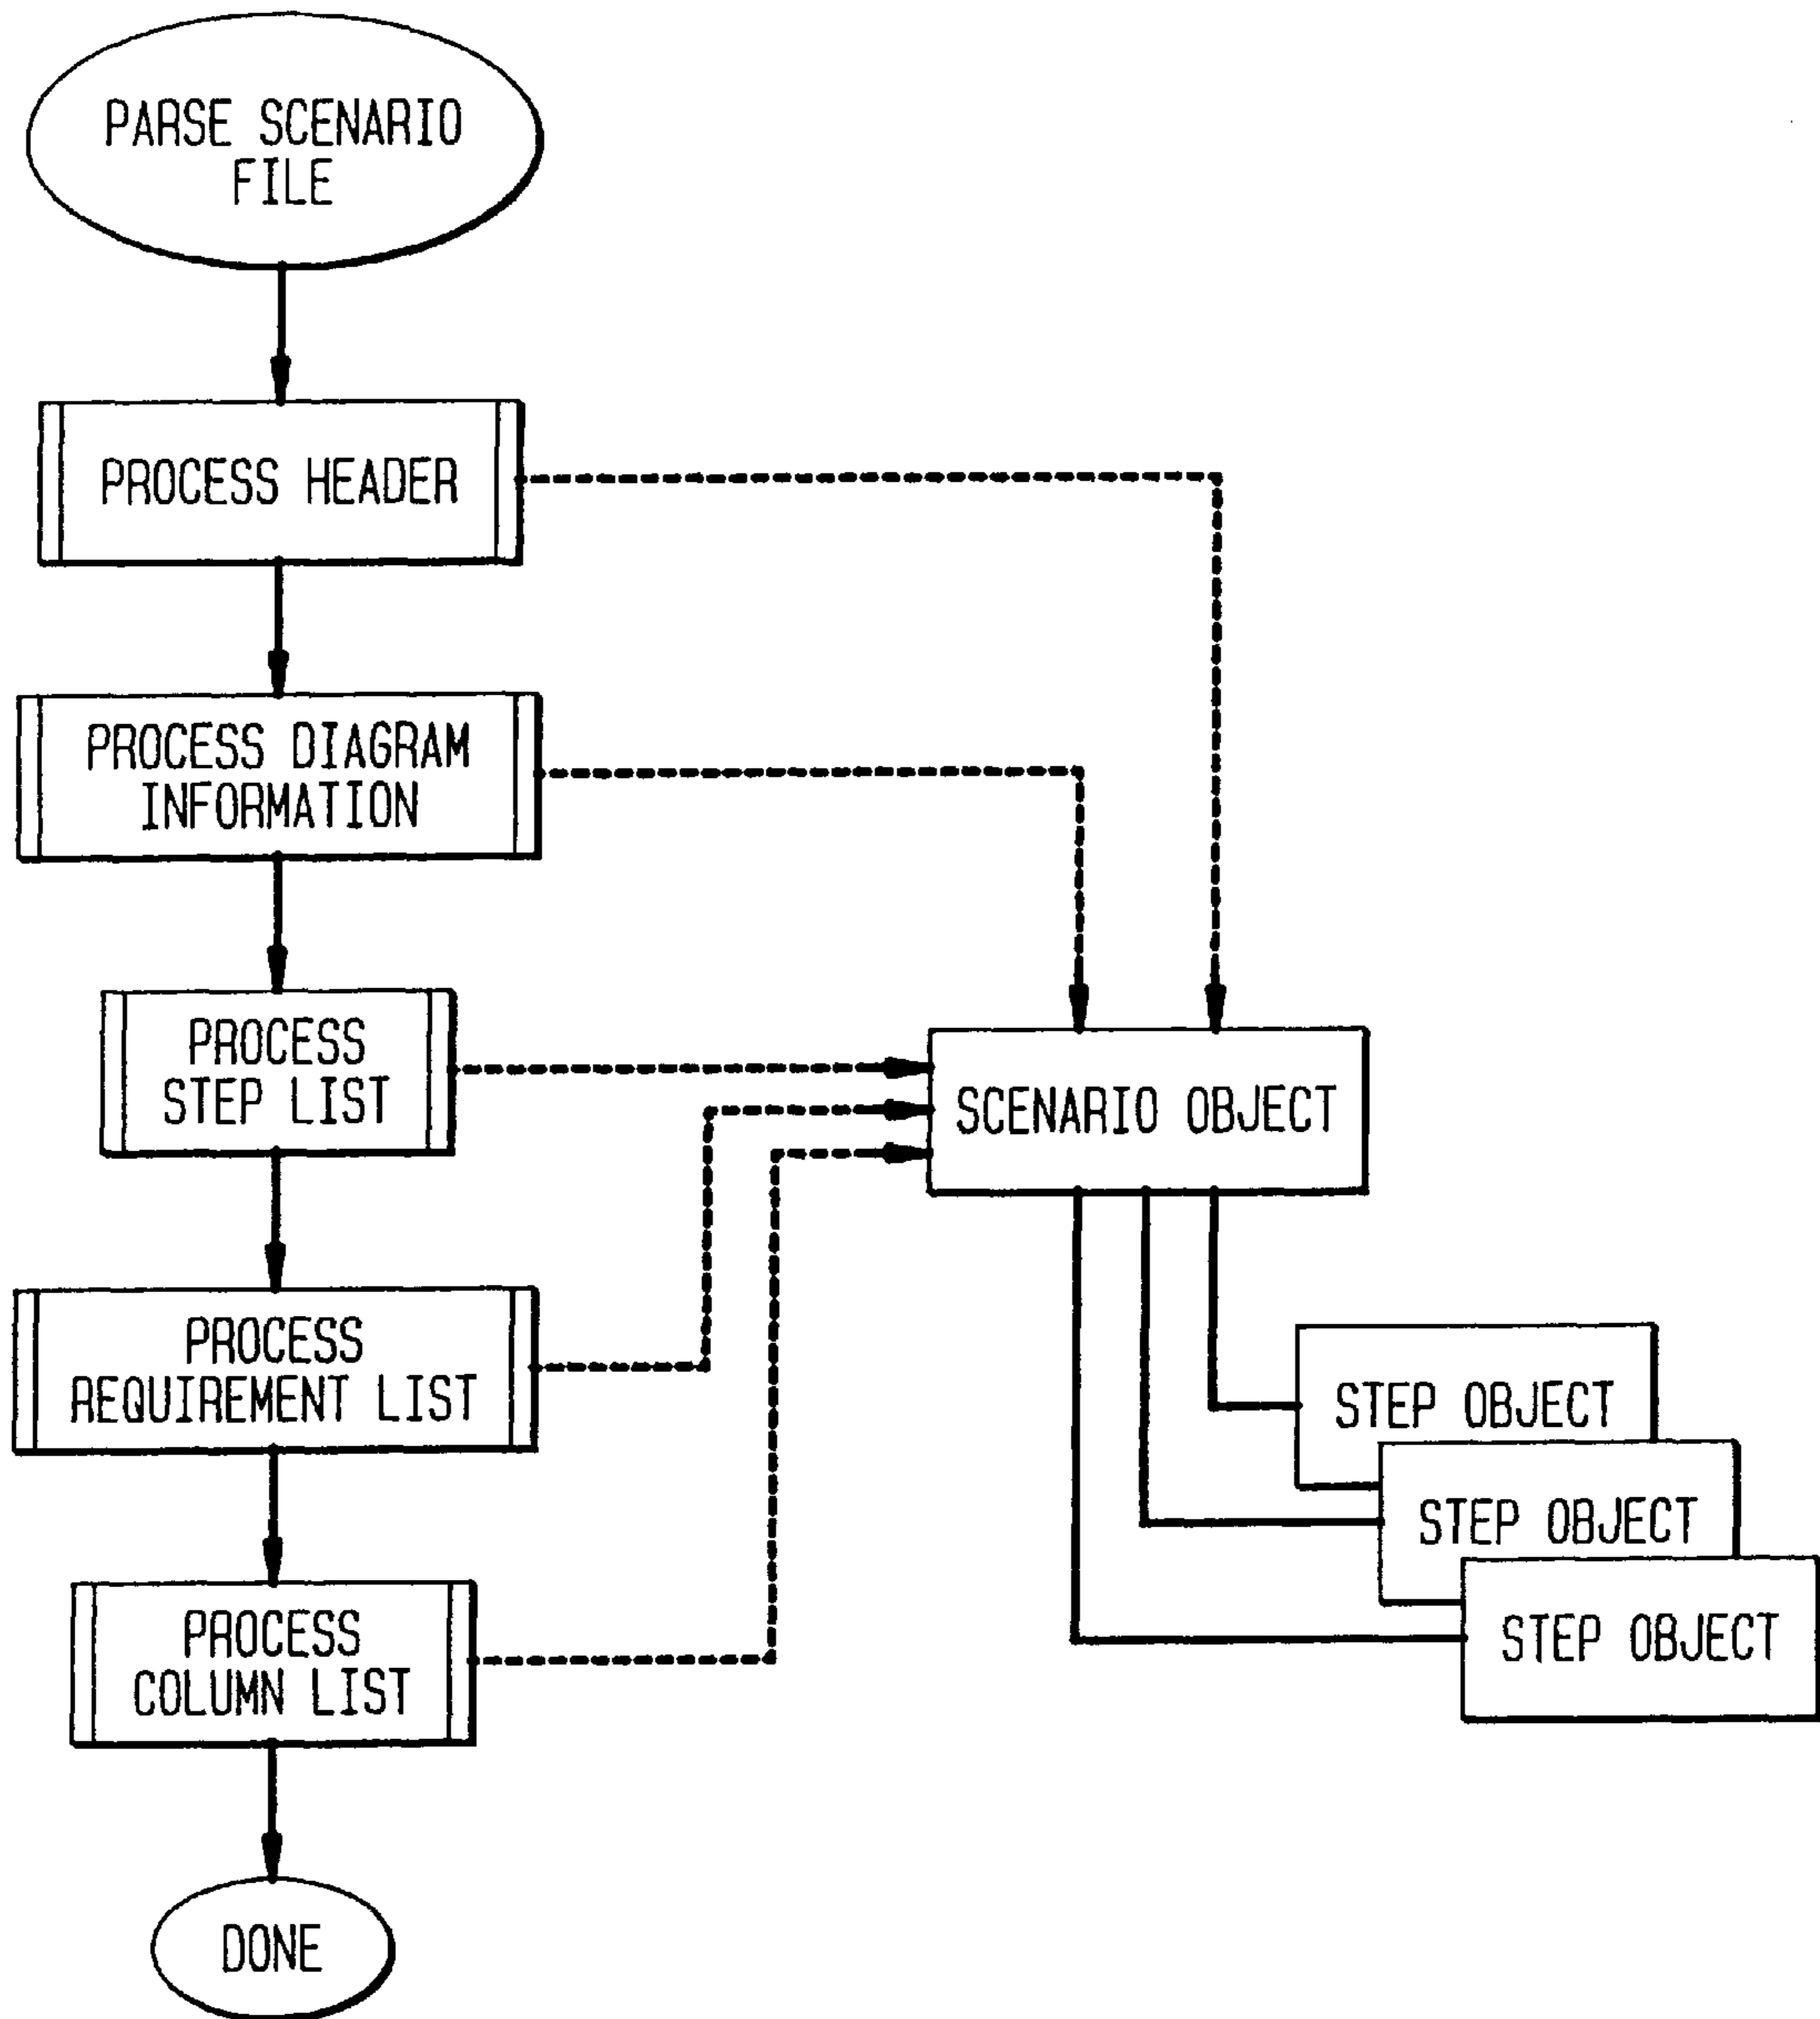 PARSE SCENARIO
FILE
PROCESS HEADER
PROCESS DIAGRAM
INFORMATION
PROCESS
STEP LIST
PROCESS
REQUIREMENT LIST
PROCESS
COLUMN LIST
DONE
SCENARIO OBJECT
STEP OBJECT
STEP OBJECT
STEP OBJECT